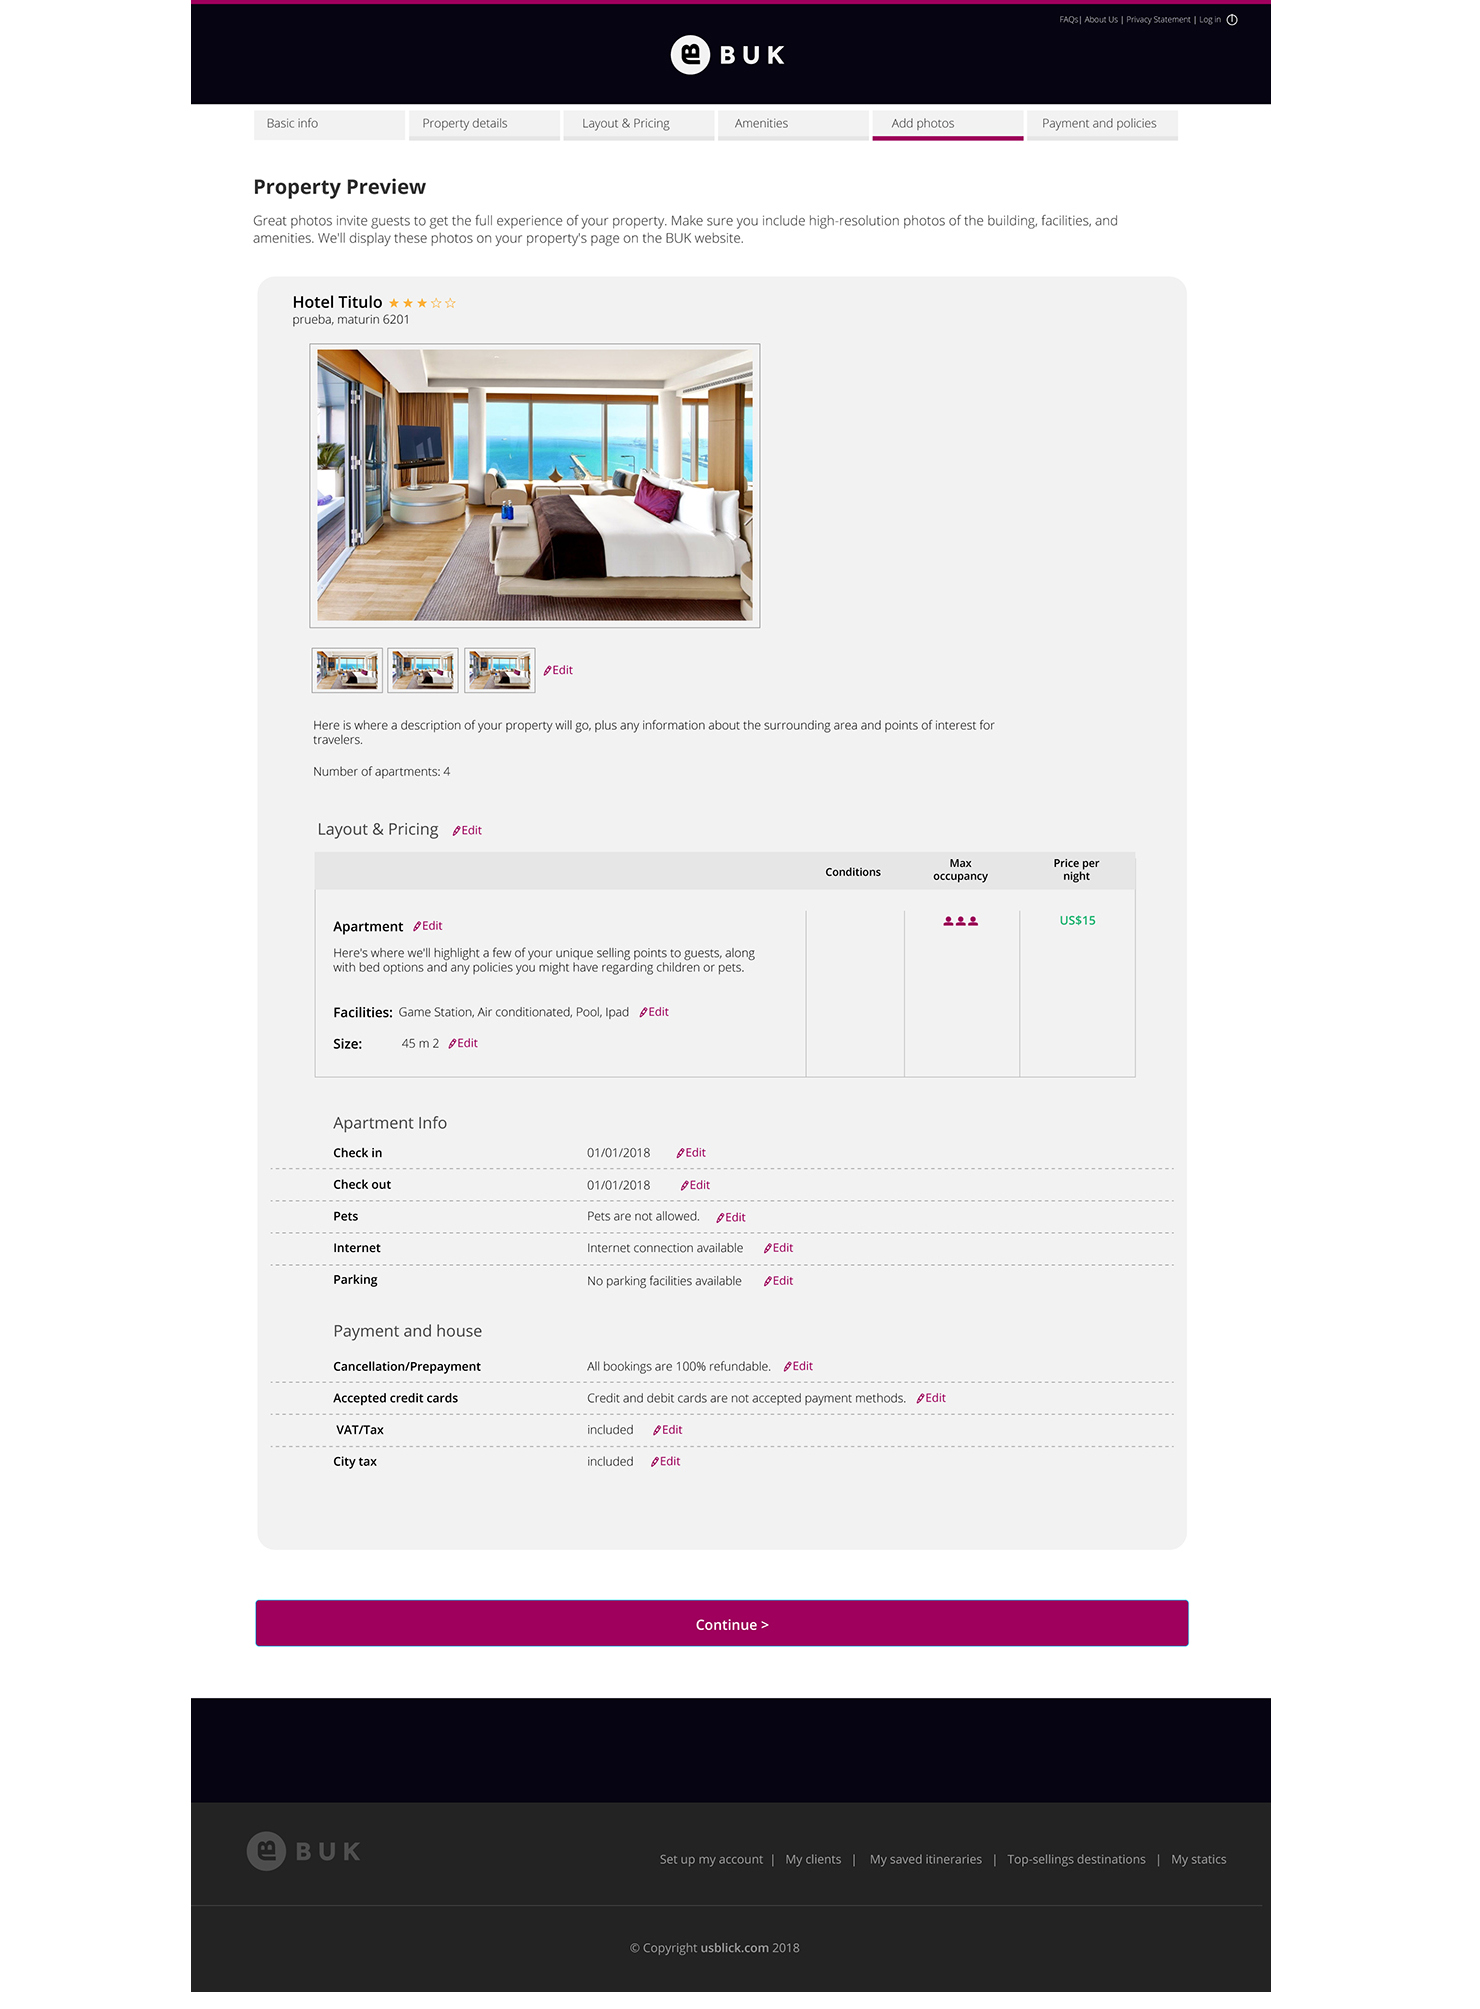 FAQs| About Us | Privacy Statement | Log in
BUK
Basic info
Property details
Layout & Pricing
Amenities
Add photos
Payment and policies
Property Preview
Great photos invite guests to get the full experience of your property. Make sure you include high-resolution photos of the building, facilities, and
amenities. We'll display these photos on your property's page on the BUK website.
Hotel Titulo
prueba, maturin 6201
Edit
Here is where a description of your property will go, plus any information about the surrounding area and points of interest for
travelers.
Number of apartments: 4
Layout & Pricing Edit
Conditions
Max
occupancy
Price per
night
Apartment Edit
US$15
Here's where we'll highlight a few of your unique selling points to guests, along
with bed options and any policies you might have regarding children or pets.
Facilities: Game Station, Air conditionated, Pool, Ipad Edit
Size: 45 m 2 Edit
Apartment Info
Check in 01/01/2018 Edit
Check out 01/01/2018 Edit
Pets Pets are not allowed. Edit
Internet Internet connection available Edit
Parking No parking facilities available Edit
Payment and house
Cancellation/Prepayment All bookings are 100% refundable. Edit
Accepted credit cards Credit and debit cards are not accepted payment methods. Edit
VAT/Tax included Edit
City tax included Edit
Continue >
BUK
Set up my account | My clients | My saved itineraries | Top-sellings destinations | My statics
© Copyright usblick.com 2018